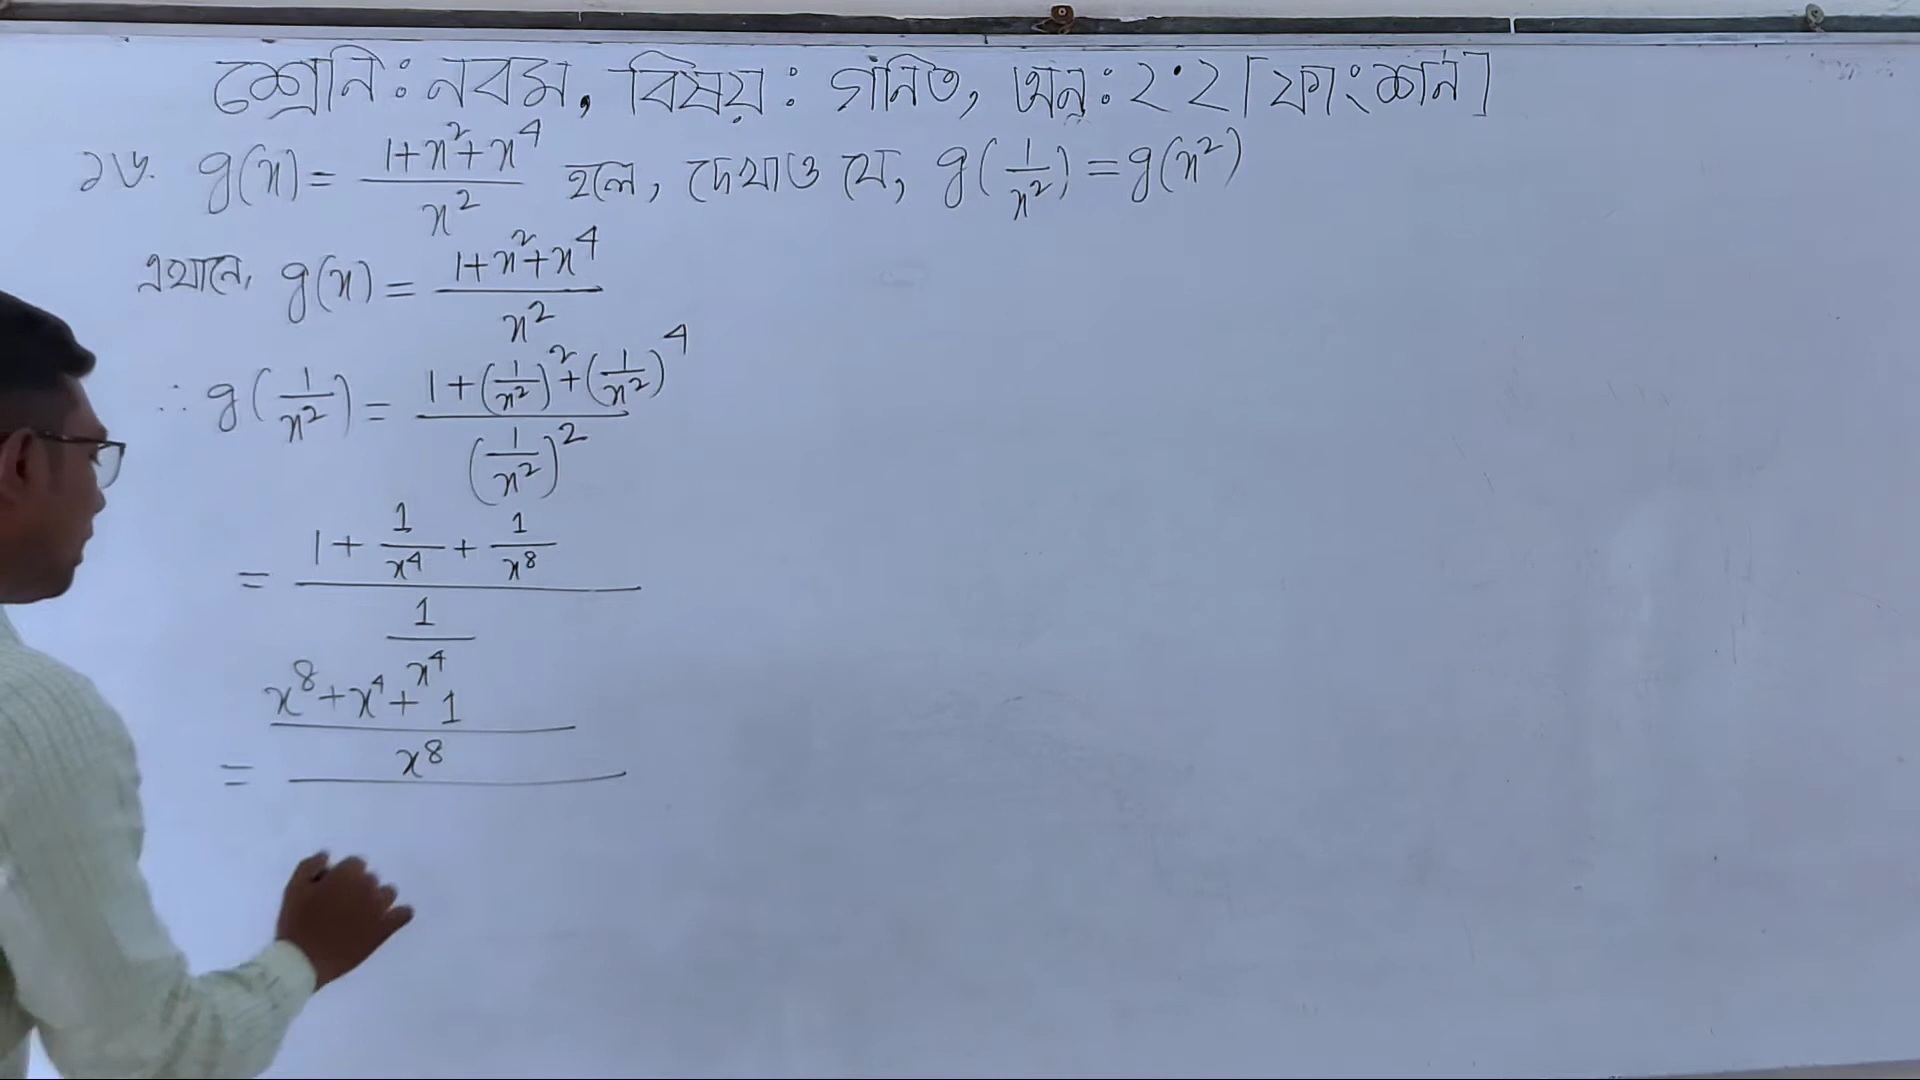 শ্রেনি: নবম, বিষয়: গনিত, অনু: ২.২ [ফাংশান]
১৬. g(x) = (1+x²+x⁴)/x² হলে, দেখাও যে, g(1/x²) = g(x²)
এখানে, g(x) = (1+x²+x⁴)/x²
∴ g(1/x²) = (1+(1/x²)²+(1/x²)⁴)/(1/x²)²
= (1 + 1/x⁴ + 1/x⁸)/(1/x⁴)
= (x⁸+x⁴+1)/x⁸